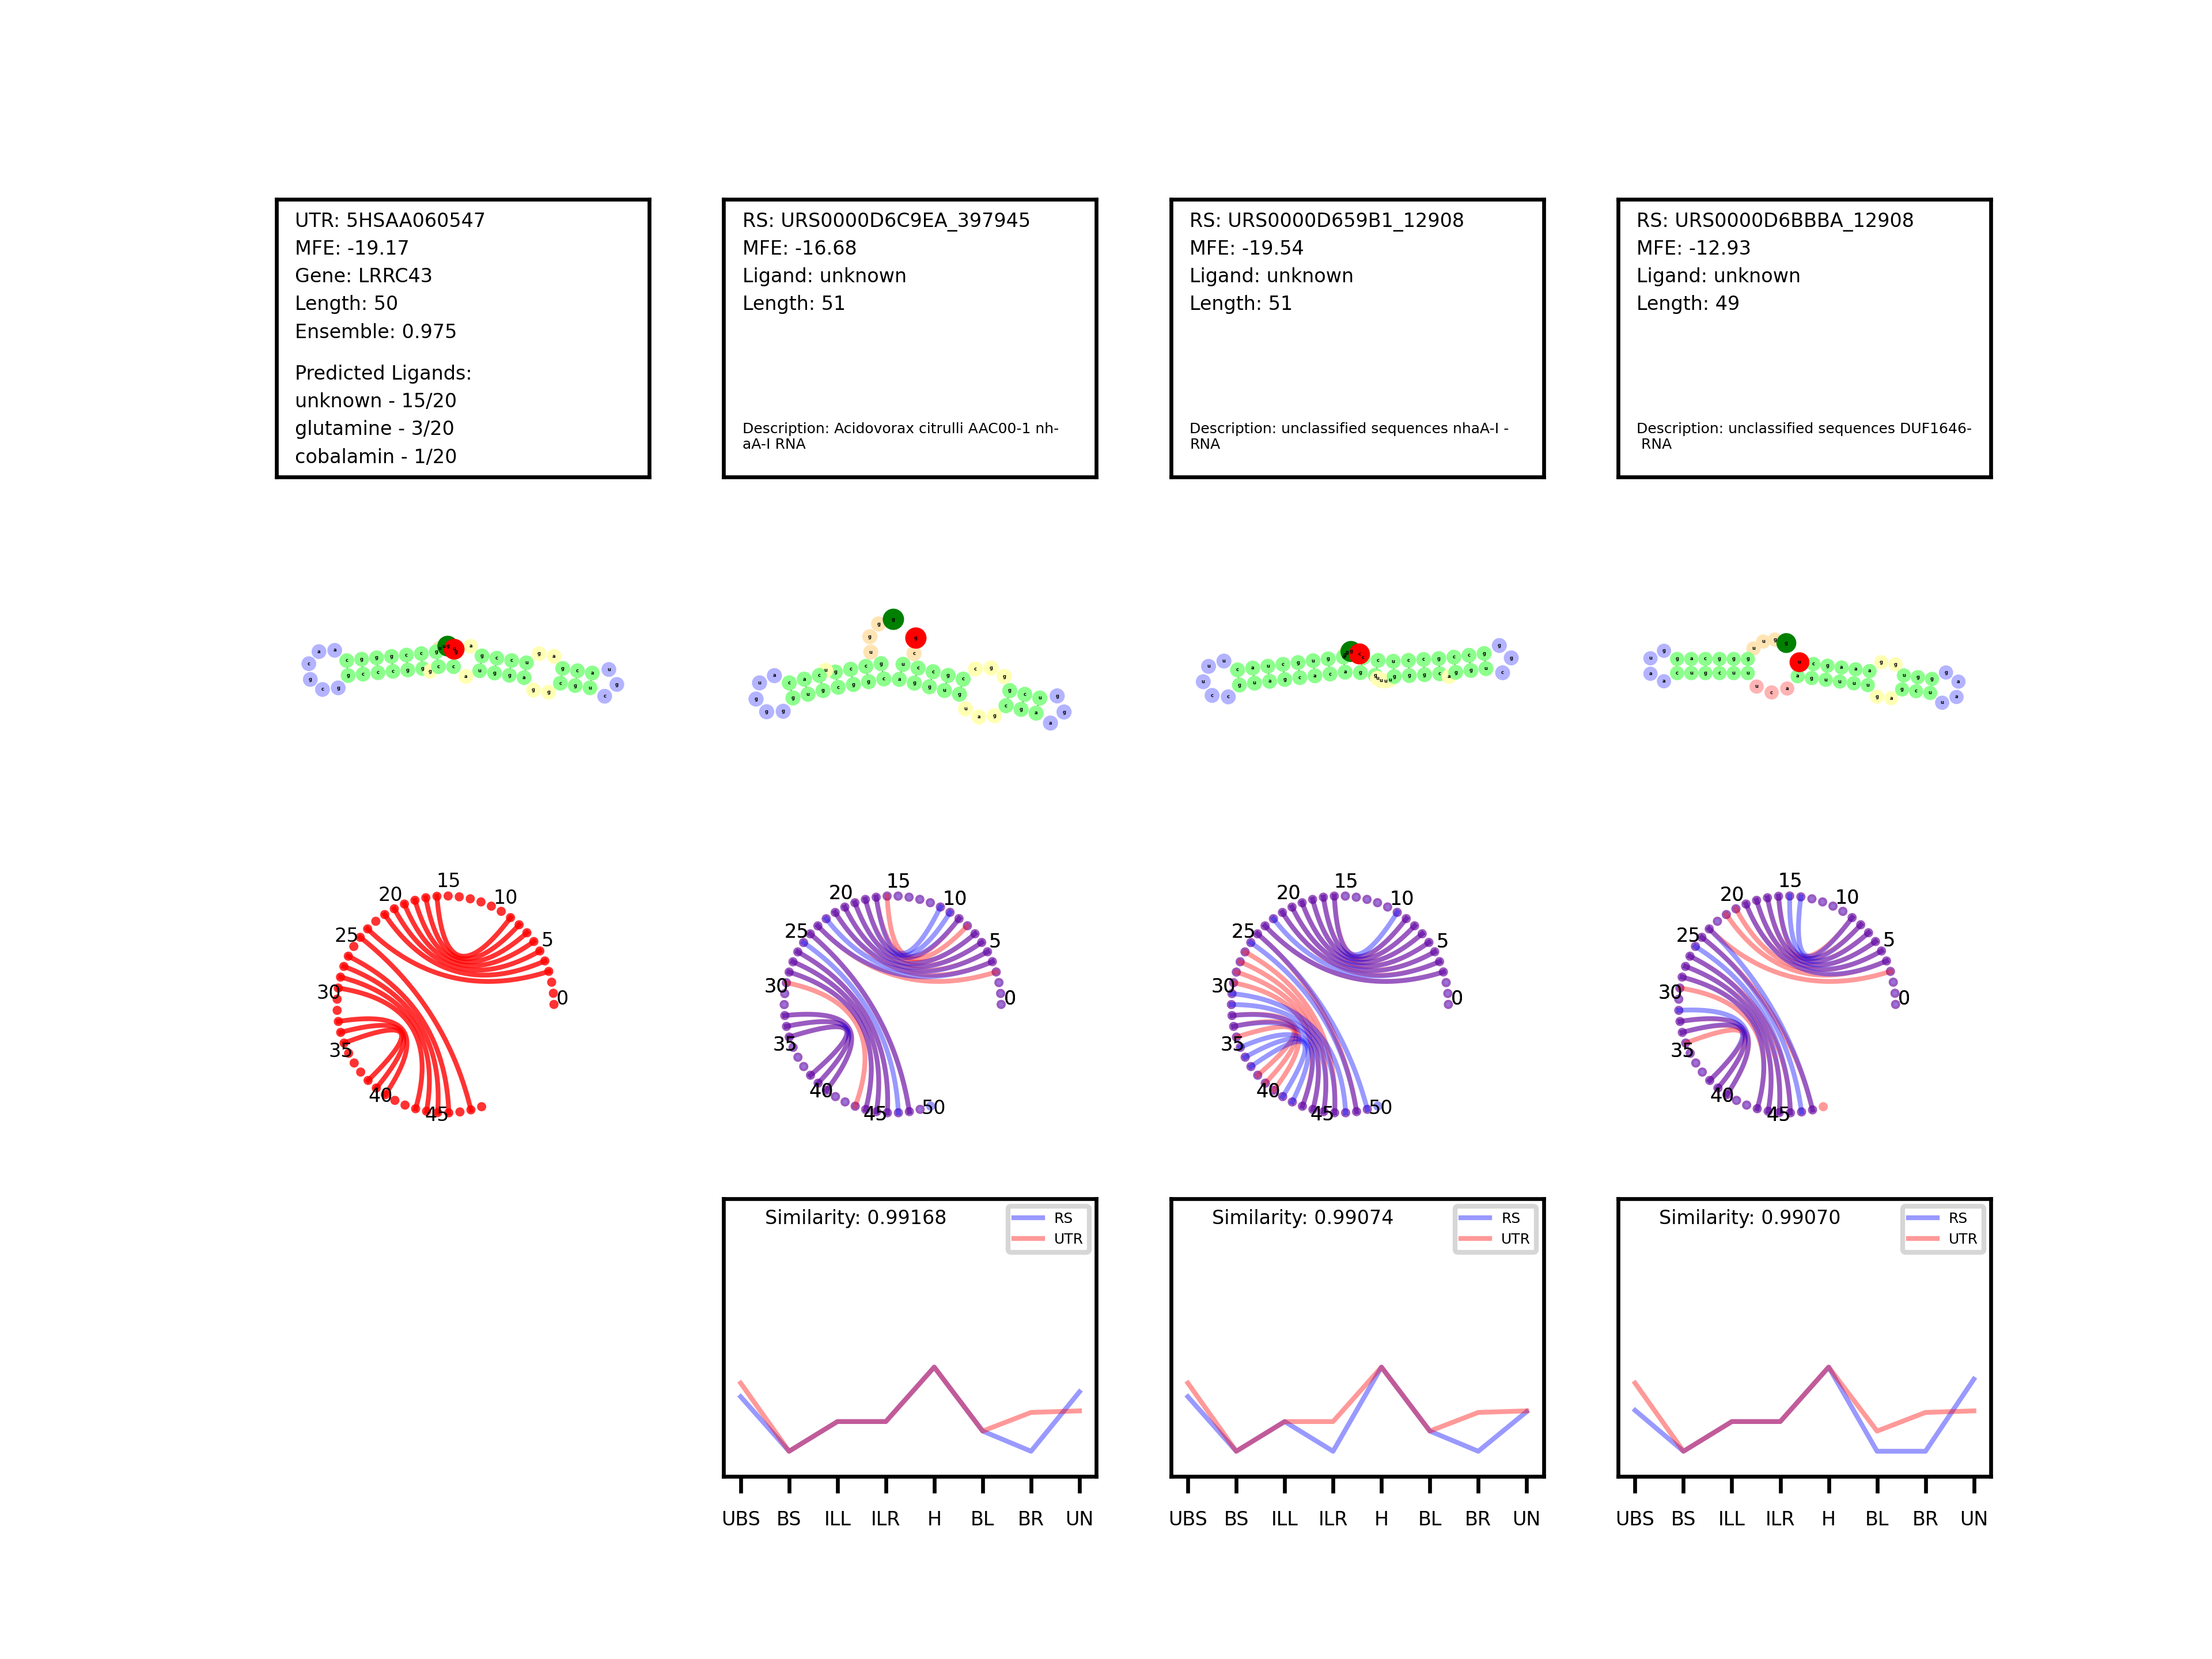 UTR: 5HSAA060547
MFE: -19.17
Gene: LRRC43
Length: 50
Ensemble: 0.975
Predicted Ligands:
unknown - 15/20
glutamine - 3/20
cobalamin - 1/20
RS: URS0000D6C9EA_397945
MFE: -16.68
Ligand: unknown
Length: 51
Description: Acidovorax citrulli AAC00-1 nh-
aA-I RNA
RS: URS0000D659B1_12908
MFE: -19.54
Ligand: unknown
Length: 51
Description: unclassified sequences nhaA-I -
RNA
RS: URS0000D6BBBA_12908
MFE: -12.93
Ligand: unknown
Length: 49
Description: unclassified sequences DUF1646-
RNA
0
5
10
15
20
25
30
35
40
45
0
5
10
15
20
25
30
35
40
45
50
0
5
10
15
20
25
30
35
40
45
50
0
5
10
15
20
25
30
35
40
45
Similarity: 0.99168
RS
UTR
UBS BS ILL ILR H BL BR UN
Similarity: 0.99074
RS
UTR
UBS BS ILL ILR H BL BR UN
Similarity: 0.99070
RS
UTR
UBS BS ILL ILR H BL BR UN